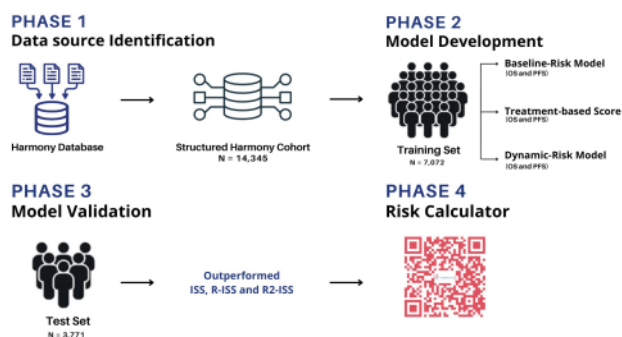 PHASE 1
Data source Identification
Harmony Database
Structured Harmony Cohort
N = 14,345
PHASE 2
Model Development
Training Set
N = 7,072
Baseline-Risk Model
(OS and PFS)
Treatment-based Score
(OS and PFS)
Dynamic-Risk Model
(OS and PFS)
PHASE 3
Model Validation
Test Set
N = 3,771
Outperformed
ISS, R-ISS and R2-ISS
PHASE 4
Risk Calculator